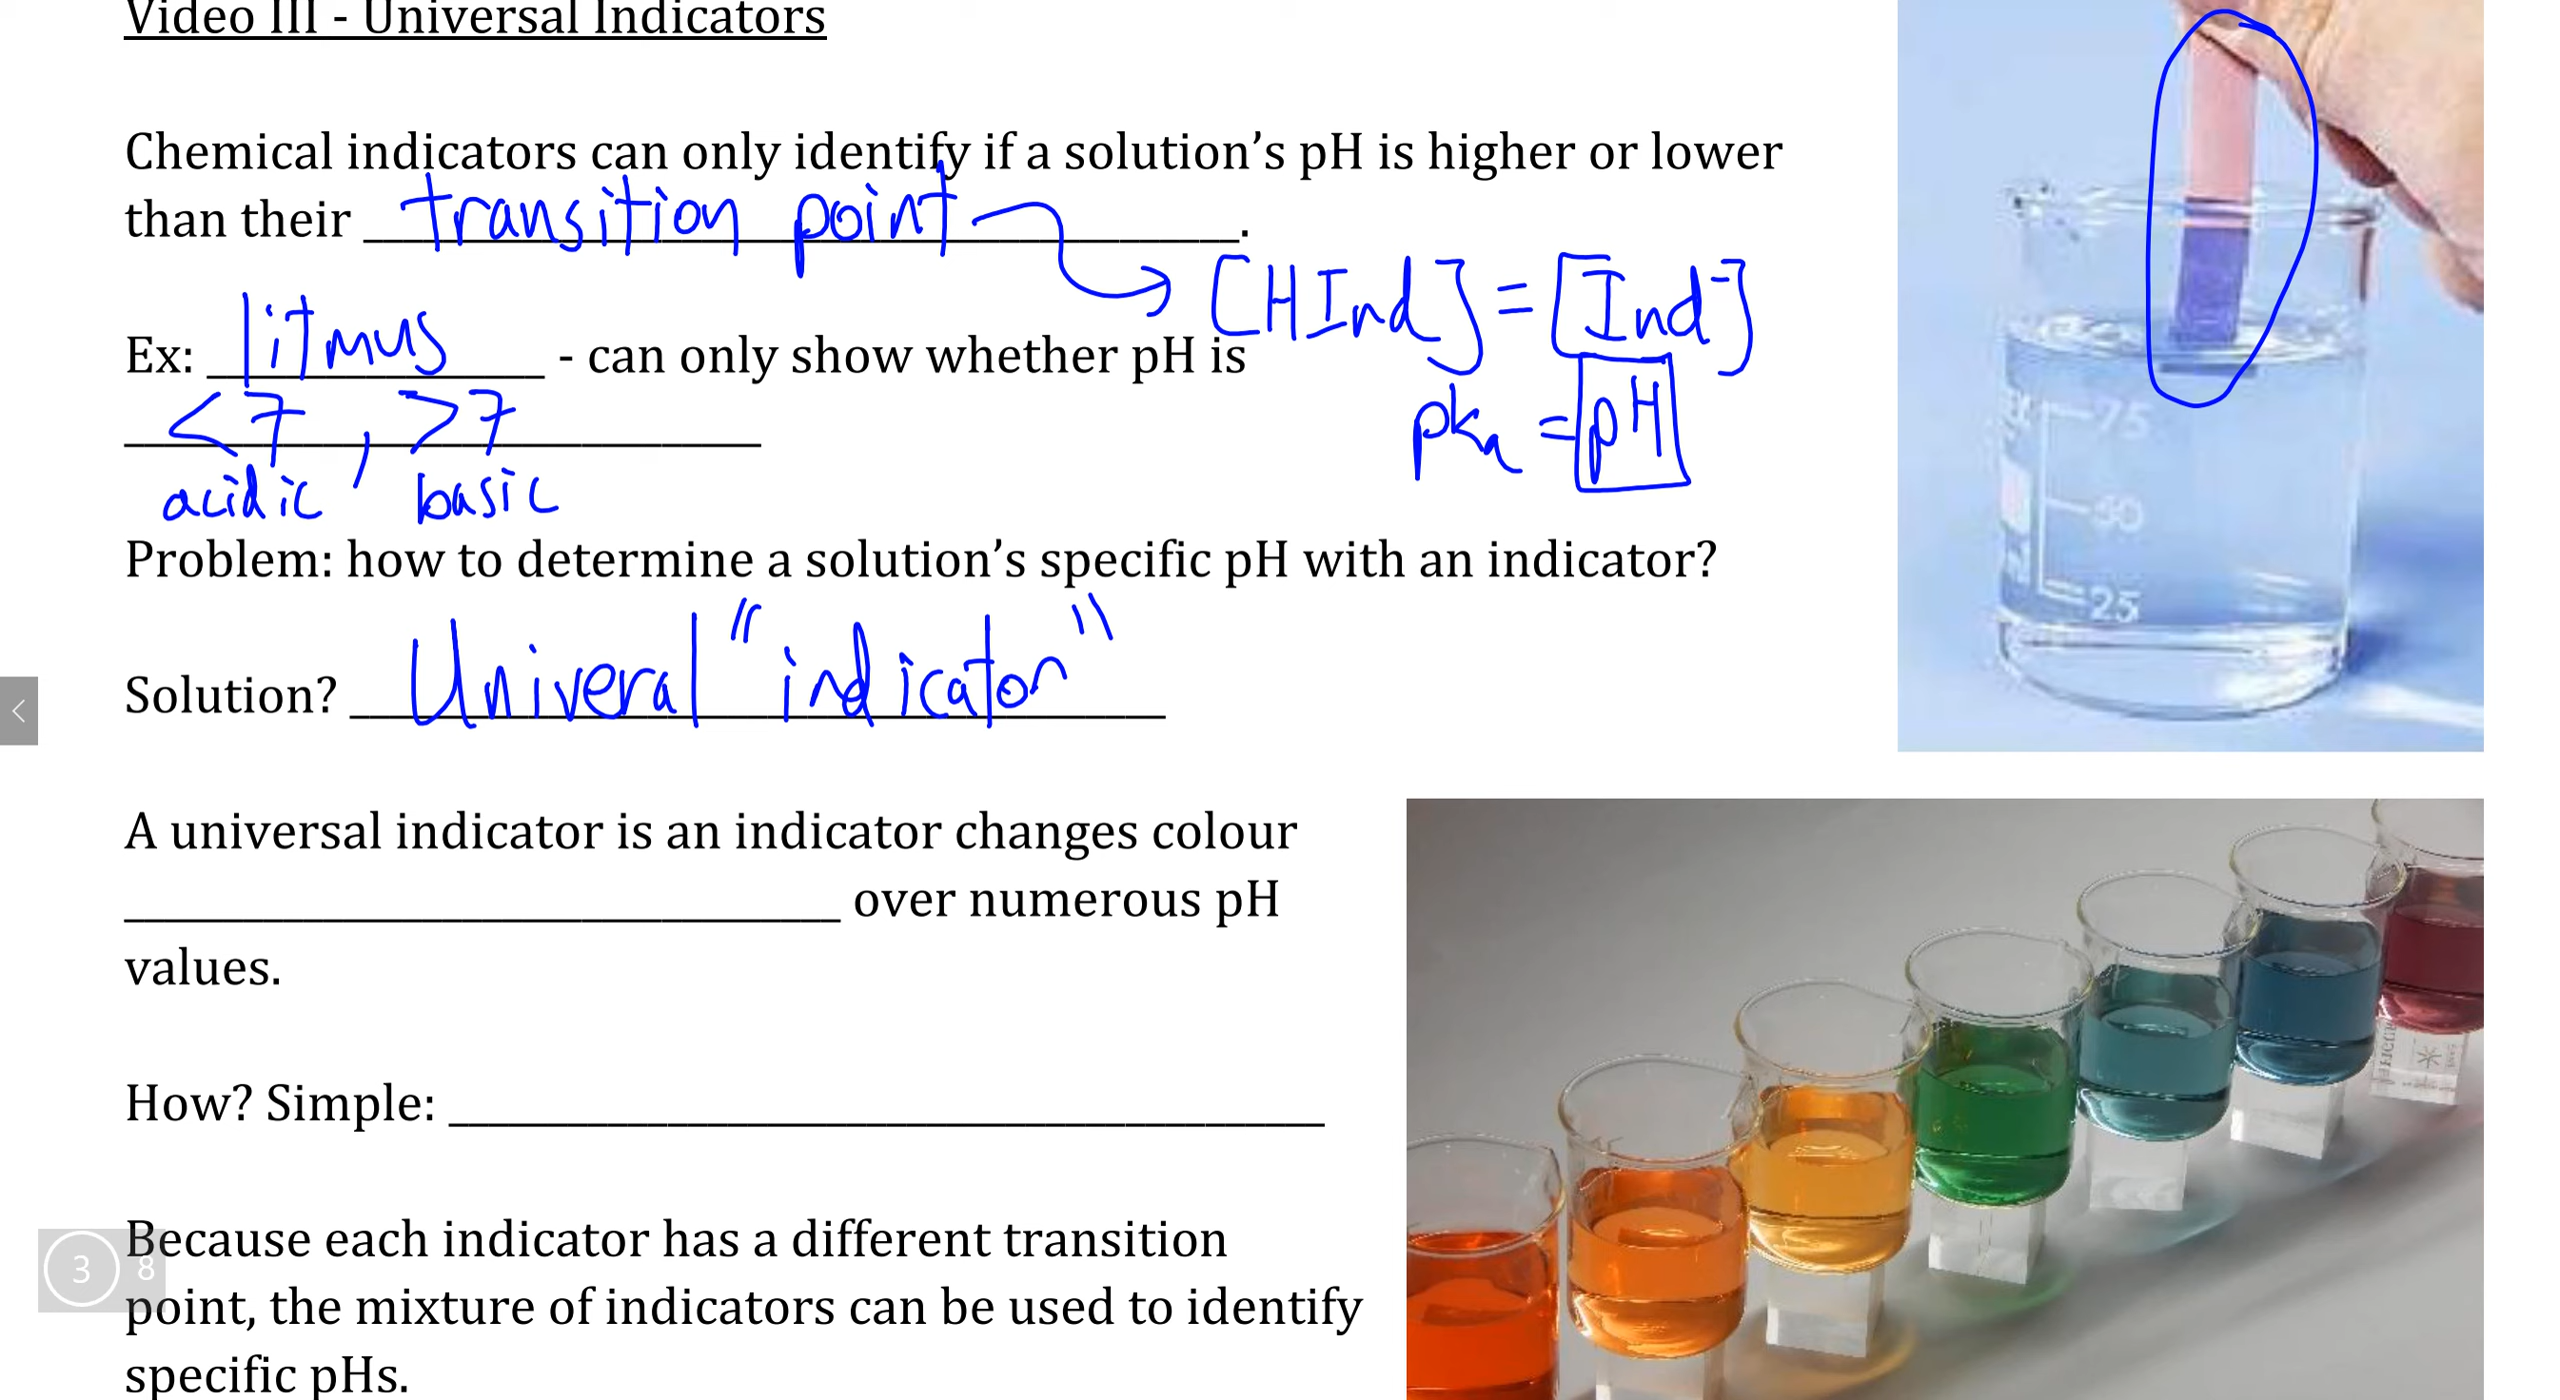 Video III - Universal Indicators
Chemical indicators can only identify if a solution's pH is higher or lower
than their transition point.
[HInd] = [Ind⁻]
Ex: litmus - can only show whether pH is
pKa = pH
<7 , >7
acidic basic
Problem: how to determine a solution's specific pH with an indicator?
Solution? Univeral "indicator"
A universal indicator is an indicator changes colour
over numerous pH
values.
How? Simple:
Because each indicator has a different transition
point, the mixture of indicators can be used to identify
specific pHs.
3 8
75
50
25